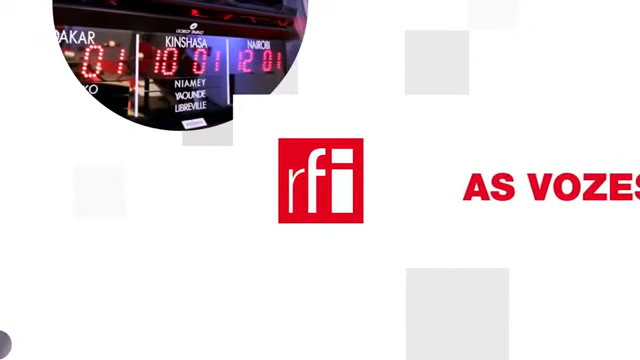 DAKAR
KINSHASA
NAIROBI
01
10 01
12 01
NIAMEY
YAOUNDE
LIBREVILLE
rfi
AS VOZES